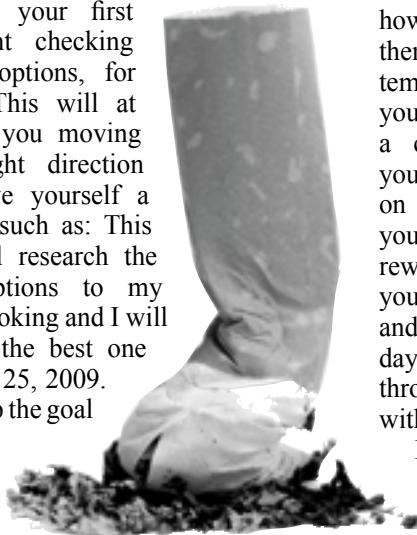 your first
nt checking
options, for
This will at
you moving
ght direction
ve yourself a
such as: This
l research the
ptions to my
oking and I will
the best one
25, 2009.
o the goal
how
ther
tem
you
a c
you
on
you
rew
you
and
day
thro
with